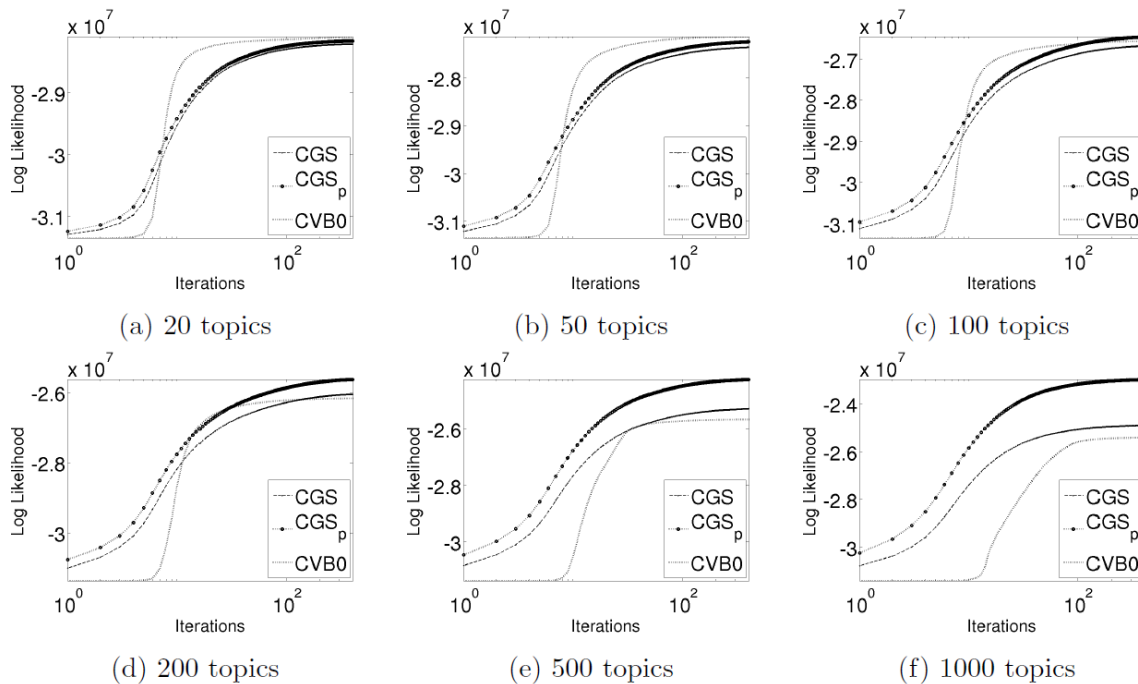 x 10^7
Log Likelihood
-2.9
-3
-3.1
10^0
10^2
Iterations
CGS
CGS_p
CVB0
(a) 20 topics
x 10^7
Log Likelihood
-2.8
-2.9
-3
-3.1
10^0
10^2
Iterations
CGS
CGS_p
CVB0
(b) 50 topics
x 10^7
Log Likelihood
-2.7
-2.8
-2.9
-3
-3.1
10^0
10^2
Iterations
CGS
CGS_p
CVB0
(c) 100 topics
x 10^7
Log Likelihood
-2.6
-2.8
-3
10^0
10^2
Iterations
CGS
CGS_p
CVB0
(d) 200 topics
x 10^7
Log Likelihood
-2.6
-2.8
-3
10^0
10^2
Iterations
CGS
CGS_p
CVB0
(e) 500 topics
x 10^7
Log Likelihood
-2.4
-2.6
-2.8
-3
10^0
10^2
Iterations
CGS
CGS_p
CVB0
(f) 1000 topics